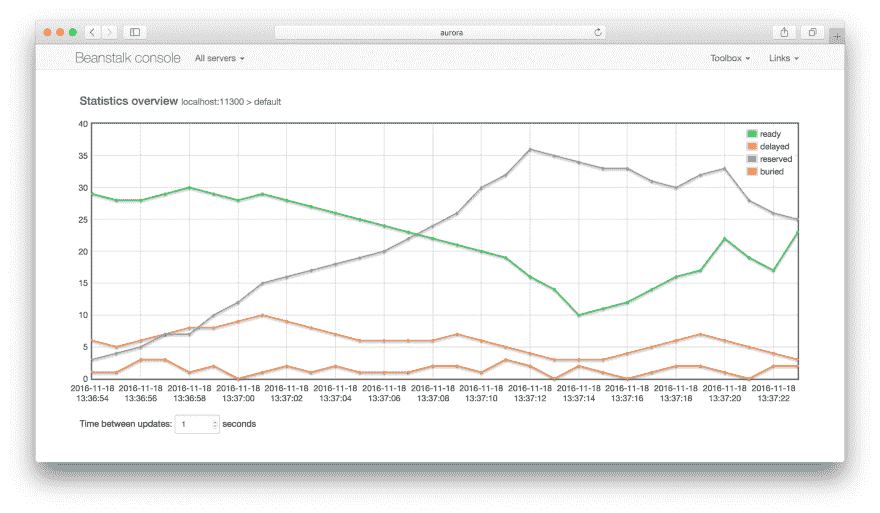 aurora
Beanstalk console All servers Toolbox Links
Statistics overview localhost:11300 > default
40
35
30
25
20
15
10
5
0
ready
delayed
reserved
buried
2016-11-18 2016-11-18 2016-11-18 2016-11-18 2016-11-18 2016-11-18 2016-11-18 2016-11-18 2016-11-18 2016-11-18 2016-11-18 2016-11-18 2016-11-18 2016-11-18 2016-11-18
13:36:54 13:36:56 13:36:58 13:37:00 13:37:02 13:37:04 13:37:06 13:37:08 13:37:10 13:37:12 13:37:14 13:37:16 13:37:18 13:37:20 13:37:22
Time between updates: 1 seconds